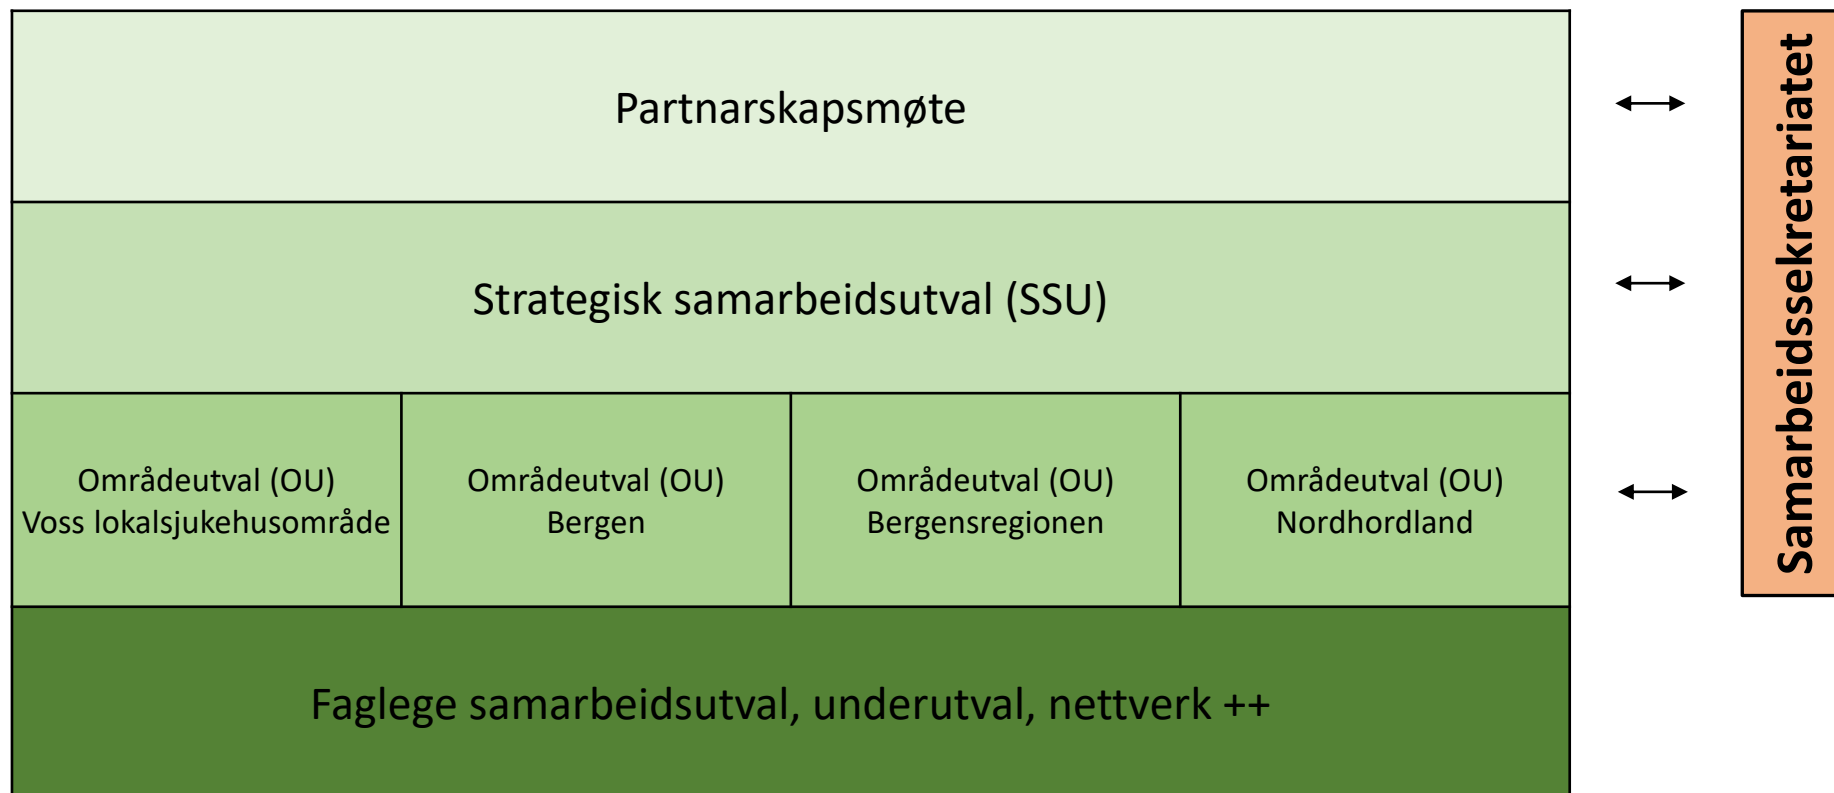 Partnarskapsmøte
Strategisk samarbeidsutval (SSU)
Områdeutval (OU)
Voss lokalsjukehusområde
Områdeutval (OU)
Bergen
Områdeutval (OU)
Bergensregionen
Områdeutval (OU)
Nordhordland
Faglege samarbeidsutval, underutval, nettverk ++
Samarbeidssekretariatet